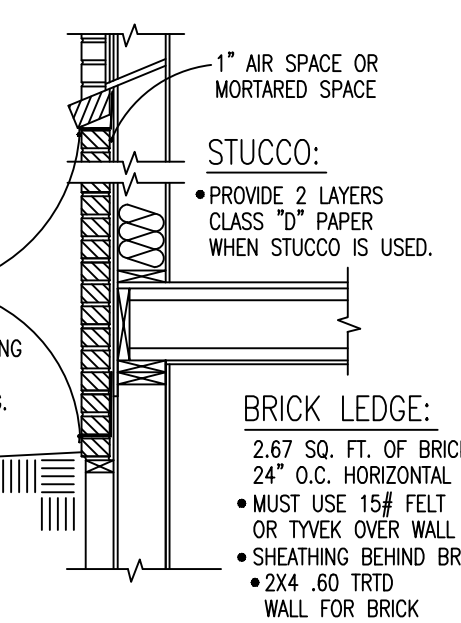 1" AIR SPACE OR
MORTARED SPACE
STUCCO:
•PROVIDE 2 LAYERS
CLASS "D" PAPER
WHEN STUCCO IS USED.
BRICK LEDGE:
2.67 SQ. FT. OF BRICK
24" O.C. HORIZONTAL
•MUST USE 15# FELT
OR TYVEK OVER WALL
•SHEATHING BEHIND BR
•2X4 .60 TRTD
WALL FOR BRICK